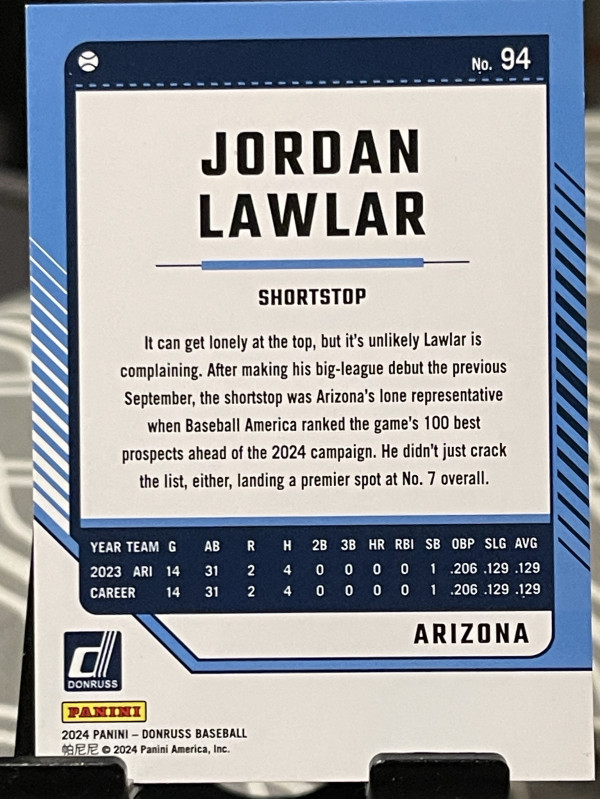 No. 94
JORDAN
LAWLAR
SHORTSTOP
It can get lonely at the top, but it's unlikely Lawlar is
complaining. After making his big-league debut the previous
September, the shortstop was Arizona's lone representative
when Baseball America ranked the game's 100 best
prospects ahead of the 2024 campaign. He didn't just crack
the list, either, landing a premier spot at No. 7 overall.
YEAR TEAM G AB R H 2B 3B HR RBI SB OBP SLG AVG
2023 ARI 14 31 2 4 0 0 0 0 1 .206 .129 .129
CAREER 14 31 2 4 0 0 0 0 1 .206 .129 .129
ARIZONA
d
DONRUSS
PANINI
2024 PANINI – DONRUSS BASEBALL
帕尼尼 © 2024 Panini America, Inc.